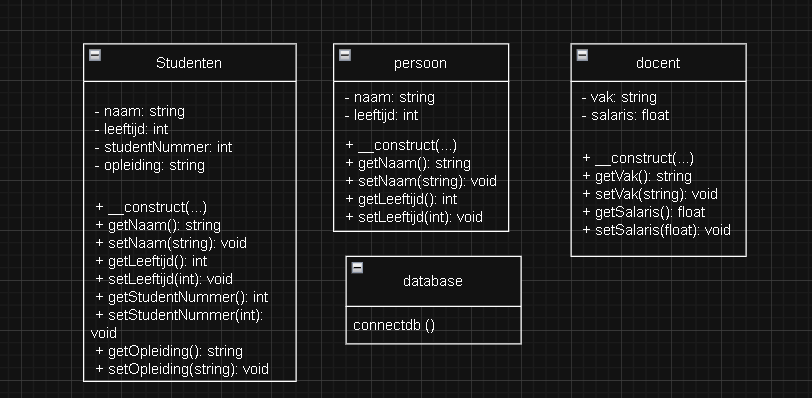 Studenten
- naam: string
- leeftijd: int
- studentNummer: int
- opleiding: string
+ __construct(...)
+ getNaam(): string
+ setNaam(string): void
+ getLeeftijd(): int
+ setLeeftijd(int): void
+ getStudentNummer(): int
+ setStudentNummer(int):
void
+ getOpleiding(): string
+ setOpleiding(string): void
persoon
- naam: string
- leeftijd: int
+ __construct(...)
+ getNaam(): string
+ setNaam(string): void
+ getLeeftijd(): int
+ setLeeftijd(int): void
database
connectdb ()
docent
- vak: string
- salaris: float
+ __construct(...)
+ getVak(): string
+ setVak(string): void
+ getSalaris(): float
+ setSalaris(float): void